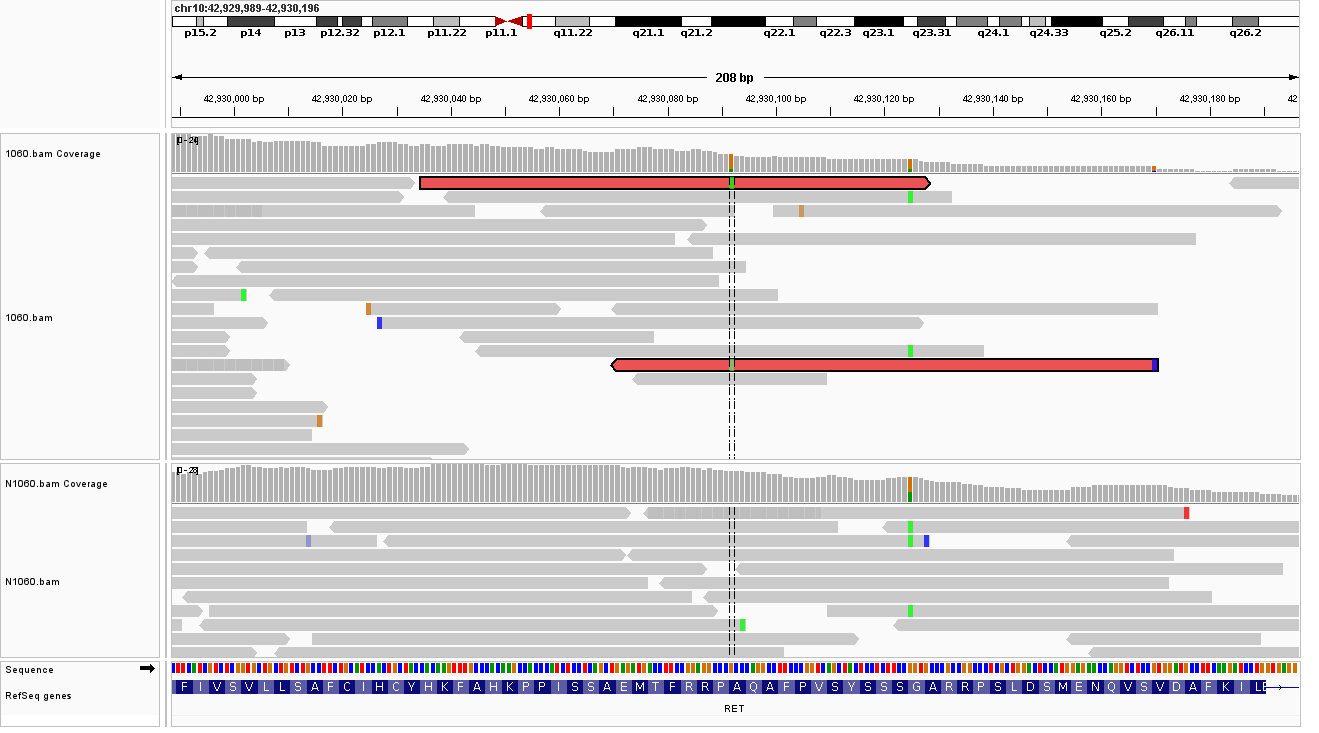 chr10:42,929,989-42,930,196
p15.2 p14 p13 p12.32 p12.1 p11.22 p11.1 q11.22 q21.1 q21.2 q22.1 q22.3 q23.1 q23.31 q24.1 q24.33 q25.2 q26.11 q26.2
208 bp
42,930,000 bp 42,930,020 bp 42,930,040 bp 42,930,060 bp 42,930,080 bp 42,930,100 bp 42,930,120 bp 42,930,140 bp 42,930,160 bp 42,930,180 bp 42
1060.bam Coverage
1060.bam
N1060.bam Coverage
N1060.bam
Sequence
RefSeq genes
F I V S V L L S A F C I H C Y H K F A H K P P I S S A E M T F R R P A Q A F P V S Y S S S G A R R P S L D S M E N Q V S V D A F K I L
RET